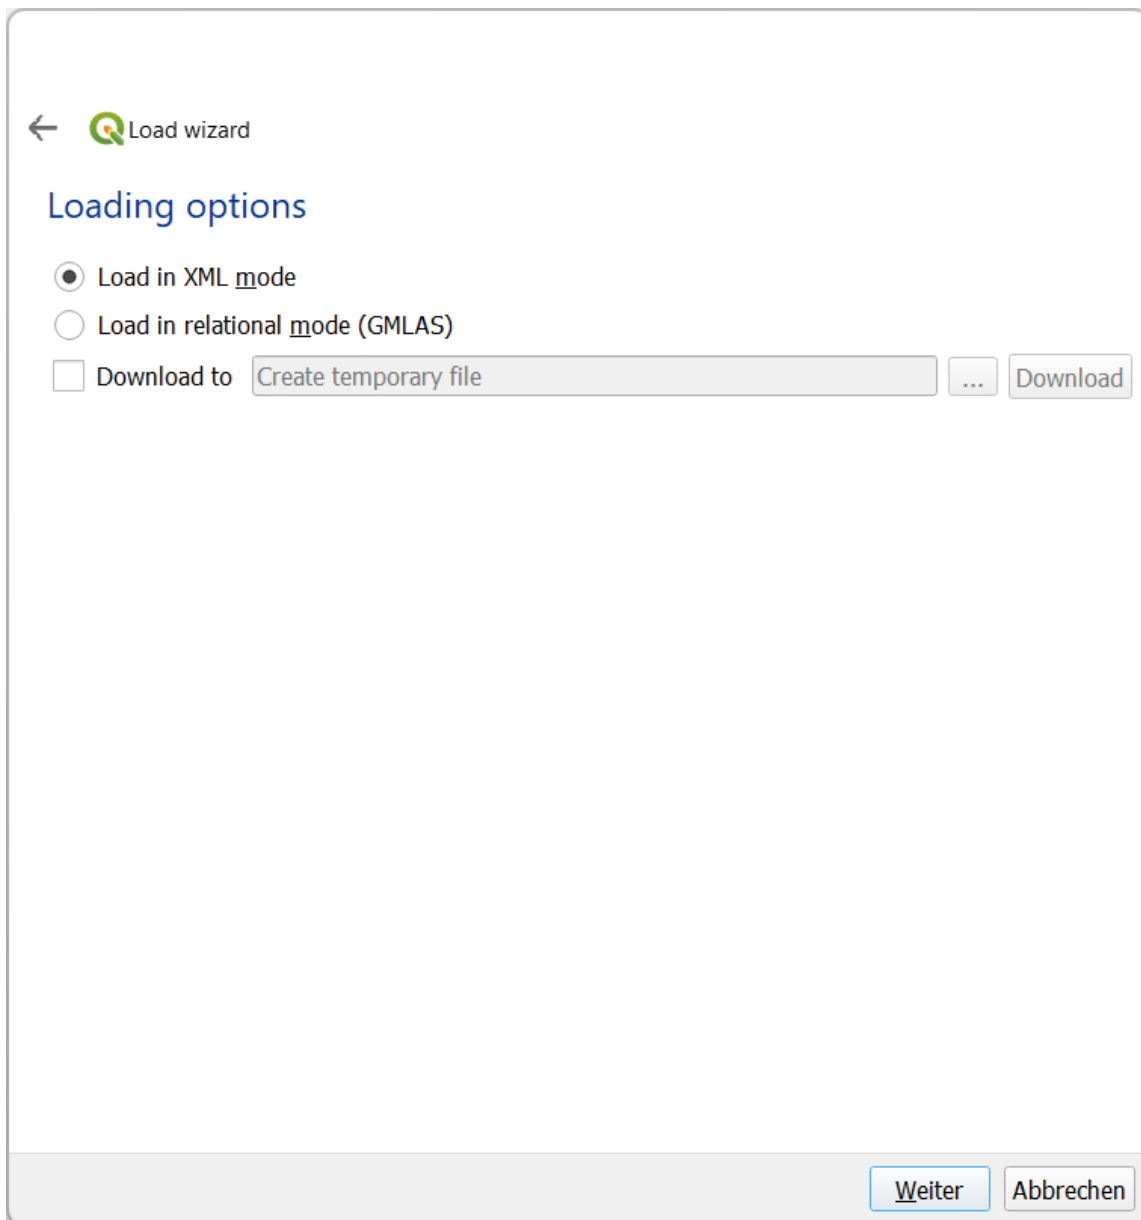 Load wizard
Loading options
Load in XML mode
Load in relational mode (GMLAS)
Download to Create temporary file ... Download
Weiter Abbrechen